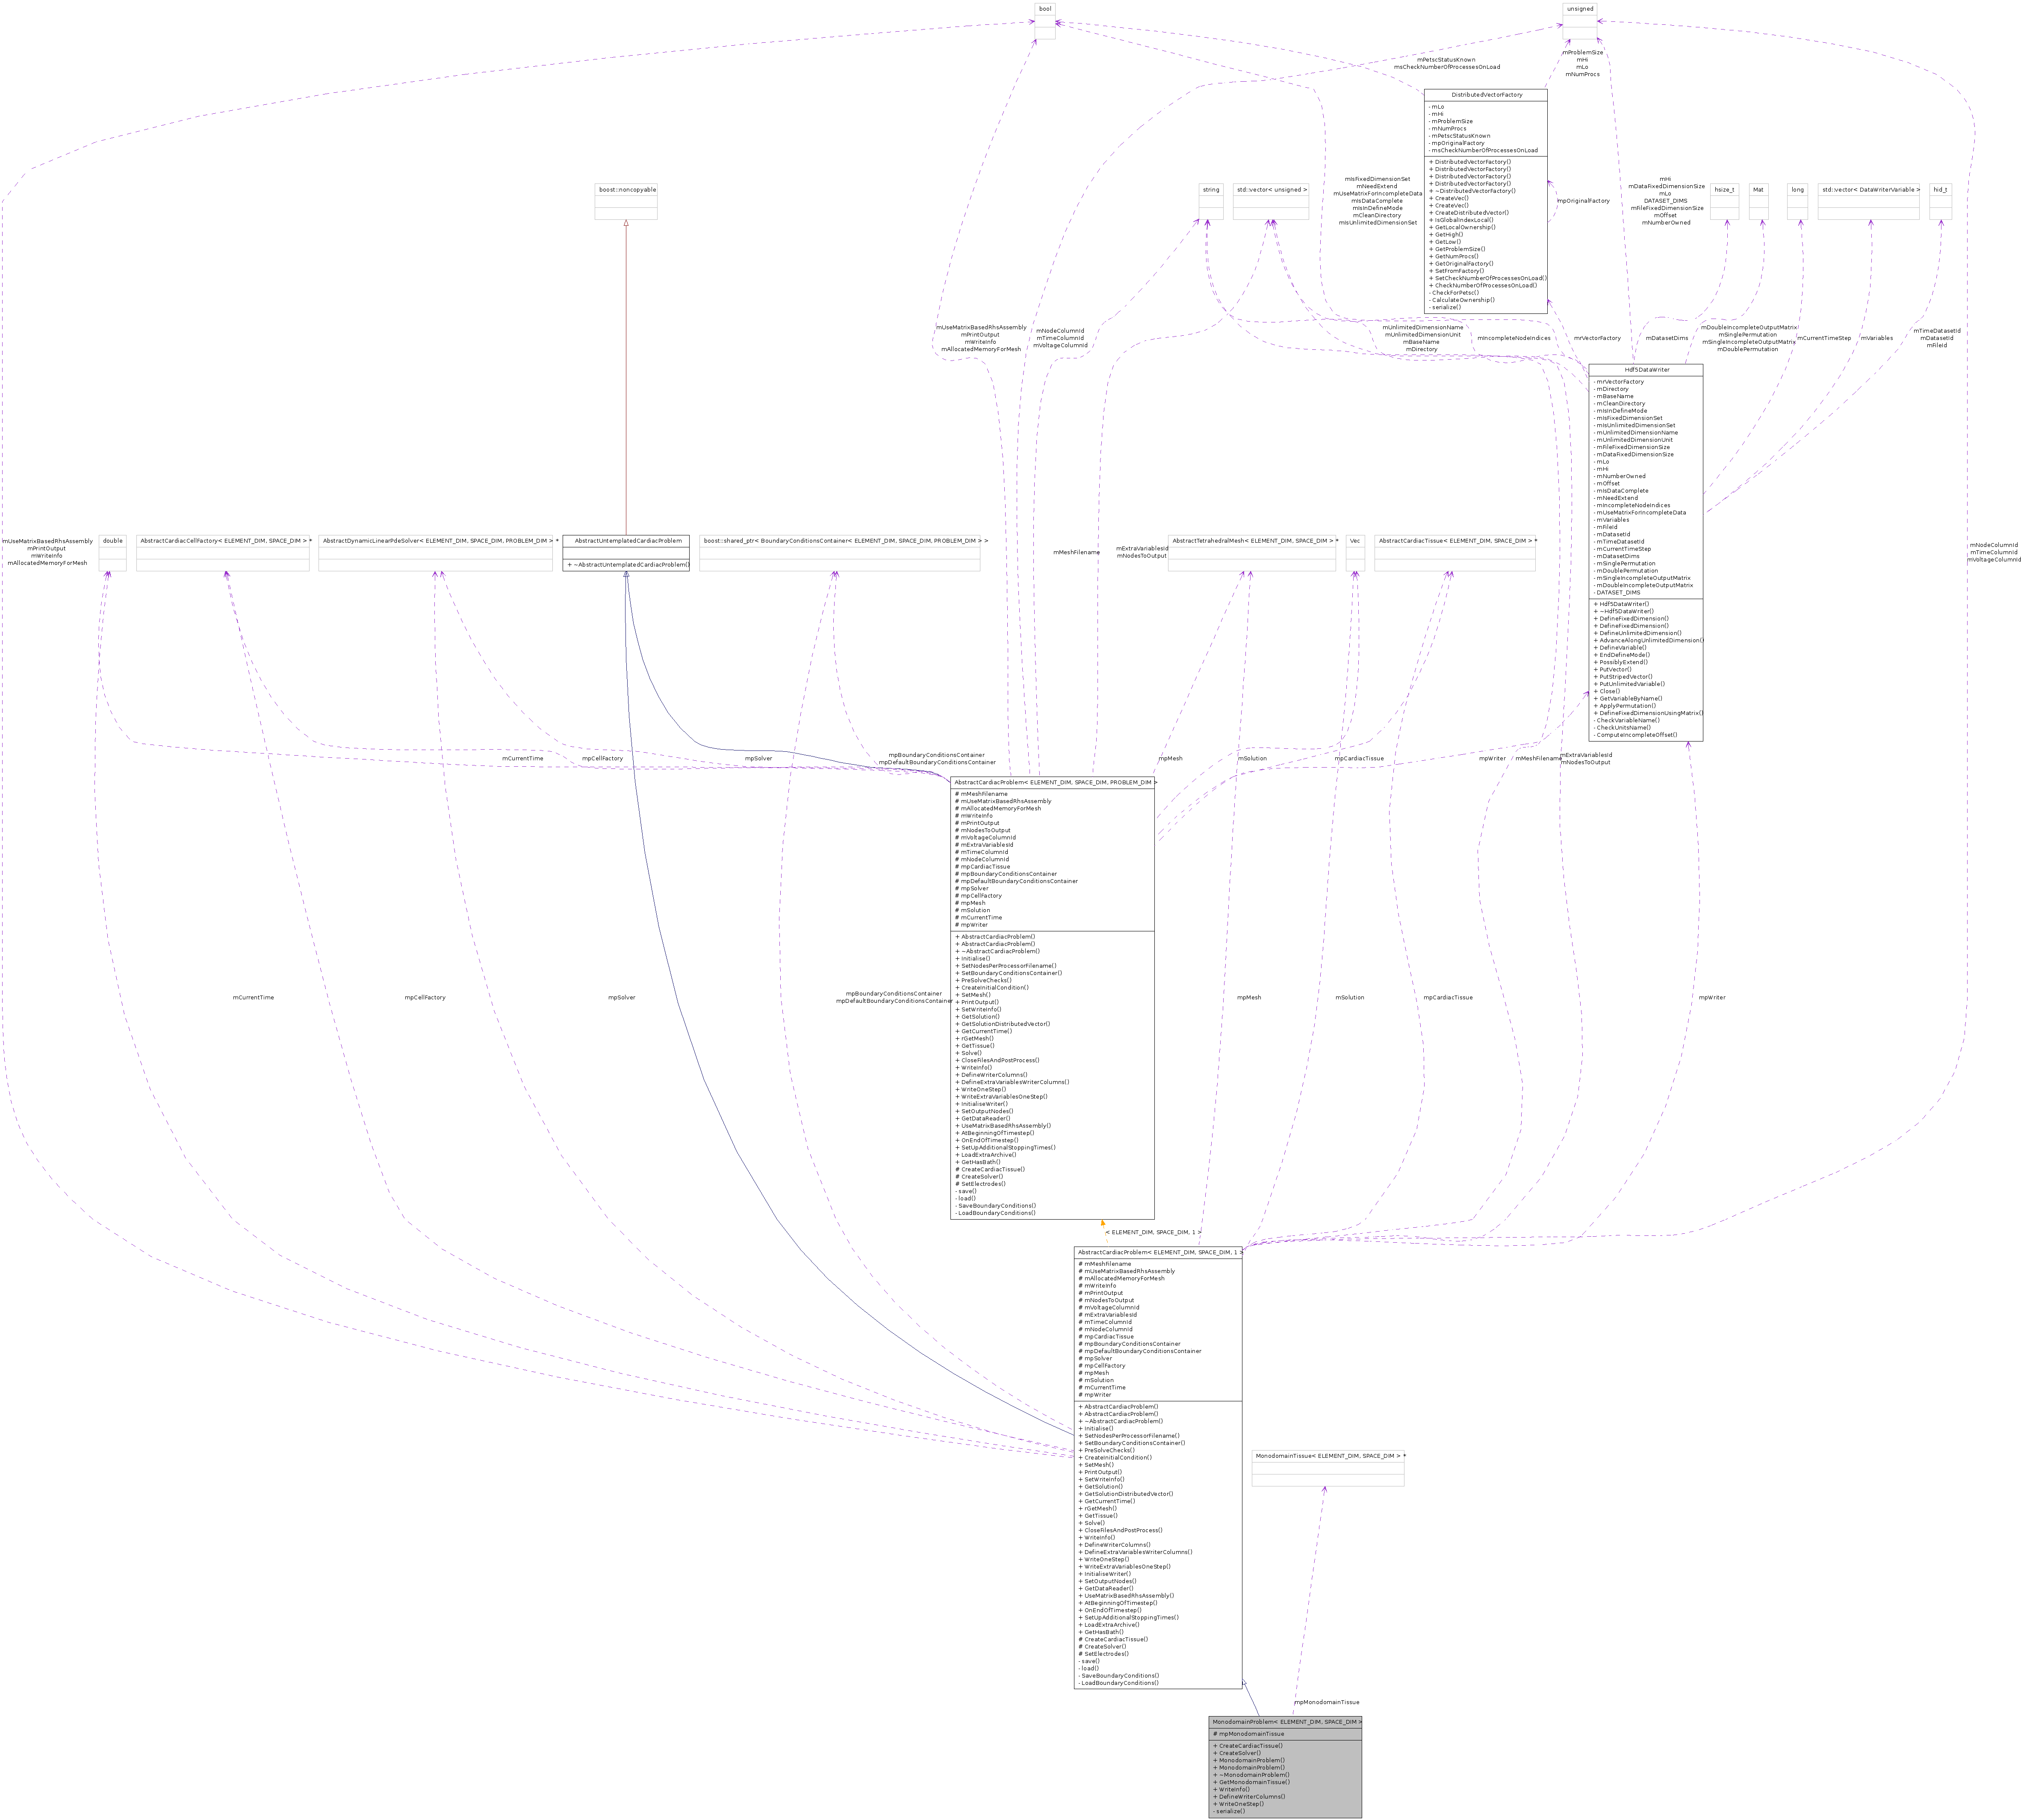 bool
unsigned
mProblemSize
mHi
mLo
mNumProcs
mPetscStatusKnown
msCheckNumberOfProcessesOnLoad
DistributedVectorFactory
- mLo
- mHi
- mProblemSize
- mNumProcs
- mPetscStatusKnown
- mpOriginalFactory
- msCheckNumberOfProcessesOnLoad
+ DistributedVectorFactory()
+ DistributedVectorFactory()
+ DistributedVectorFactory()
+ DistributedVectorFactory()
+ ~DistributedVectorFactory()
+ CreateVec()
+ CreateVec()
+ CreateDistributedVector()
+ IsGlobalIndexLocal()
+ GetLocalOwnership()
+ GetHigh()
+ GetLow()
+ GetProblemSize()
+ GetNumProcs()
+ GetOriginalFactory()
+ SetFromFactory()
+ SetCheckNumberOfProcessesOnLoad()
+ CheckNumberOfProcessesOnLoad()
- CheckForPetsc()
- CalculateOwnership()
- serialize()
mpOriginalFactory
boost::noncopyable
string
std::vector< unsigned >
mIsFixedDimensionSet
mNeedExtend
mUseMatrixForIncompleteData
mIsDataComplete
mIsInDefineMode
mCleanDirectory
mIsUnlimitedDimensionSet
mHi
mDataFixedDimensionSize
mLo
DATASET_DIMS
mFileFixedDimensionSize
mOffset
mNumberOwned
hsize_t
Mat
long
std::vector< DataWriterVariable >
hid_t
mUseMatrixBasedRhsAssembly
mPrintOutput
mWriteInfo
mAllocatedMemoryForMesh
mNodeColumnId
mTimeColumnId
mVoltageColumnId
mUnlimitedDimensionName
mUnlimitedDimensionUnit
mBaseName
mDirectory
mIncompleteNodeIndices
mrVectorFactory
mDatasetDims
mDoubleIncompleteOutputMatrix
mSinglePermutation
mSingleIncompleteOutputMatrix
mDoublePermutation
mCurrentTimeStep
mVariables
mTimeDatasetId
mDatasetId
mFileId
Hdf5DataWriter
- mrVectorFactory
- mDirectory
- mBaseName
- mCleanDirectory
- mIsInDefineMode
- mIsFixedDimensionSet
- mIsUnlimitedDimensionSet
- mUnlimitedDimensionName
- mUnlimitedDimensionUnit
- mFileFixedDimensionSize
- mDataFixedDimensionSize
- mLo
- mHi
- mNumberOwned
- mOffset
- mIsDataComplete
- mNeedExtend
- mIncompleteNodeIndices
- mUseMatrixForIncompleteData
- mVariables
- mFileId
- mDatasetId
- mTimeDatasetId
- mCurrentTimeStep
- mDatasetDims
- mSinglePermutation
- mDoublePermutation
- mSingleIncompleteOutputMatrix
- mDoubleIncompleteOutputMatrix
- DATASET_DIMS
+ Hdf5DataWriter()
+ ~Hdf5DataWriter()
+ DefineFixedDimension()
+ DefineFixedDimension()
+ DefineUnlimitedDimension()
+ AdvanceAlongUnlimitedDimension()
+ DefineVariable()
+ EndDefineMode()
+ PossiblyExtend()
+ PutVector()
+ PutStripedVector()
+ PutUnlimitedVariable()
+ Close()
+ GetVariableByName()
+ ApplyPermutation()
+ DefineFixedDimensionUsingMatrix()
- CheckVariableName()
- CheckUnitsName()
- ComputeIncompleteOffset()
mUseMatrixBasedRhsAssembly
mPrintOutput
mWriteInfo
mAllocatedMemoryForMesh
double
AbstractCardiacCellFactory< ELEMENT_DIM, SPACE_DIM > *
AbstractDynamicLinearPdeSolver< ELEMENT_DIM, SPACE_DIM, PROBLEM_DIM > *
AbstractUntemplatedCardiacProblem
+ ~AbstractUntemplatedCardiacProblem()
boost::shared_ptr< BoundaryConditionsContainer< ELEMENT_DIM, SPACE_DIM, PROBLEM_DIM > >
mMeshFilename
mExtraVariablesId
mNodesToOutput
AbstractTetrahedralMesh< ELEMENT_DIM, SPACE_DIM > *
Vec
AbstractCardiacTissue< ELEMENT_DIM, SPACE_DIM > *
mNodeColumnId
mTimeColumnId
mVoltageColumnId
mCurrentTime
mpCellFactory
mpSolver
mpBoundaryConditionsContainer
mpDefaultBoundaryConditionsContainer
mpMesh
mSolution
mpCardiacTissue
mpWriter
mMeshFilename
mExtraVariablesId
mNodesToOutput
AbstractCardiacProblem< ELEMENT_DIM, SPACE_DIM, PROBLEM_DIM >
# mMeshFilename
# mUseMatrixBasedRhsAssembly
# mAllocatedMemoryForMesh
# mWriteInfo
# mPrintOutput
# mNodesToOutput
# mVoltageColumnId
# mExtraVariablesId
# mTimeColumnId
# mNodeColumnId
# mpCardiacTissue
# mpBoundaryConditionsContainer
# mpDefaultBoundaryConditionsContainer
# mpSolver
# mpCellFactory
# mpMesh
# mSolution
# mCurrentTime
# mpWriter
+ AbstractCardiacProblem()
+ AbstractCardiacProblem()
+ ~AbstractCardiacProblem()
+ Initialise()
+ SetNodesPerProcessorFilename()
+ SetBoundaryConditionsContainer()
+ PreSolveChecks()
+ CreateInitialCondition()
+ SetMesh()
+ PrintOutput()
+ SetWriteInfo()
+ GetSolution()
+ GetSolutionDistributedVector()
+ GetCurrentTime()
+ rGetMesh()
+ GetTissue()
+ Solve()
+ CloseFilesAndPostProcess()
+ WriteInfo()
+ DefineWriterColumns()
+ DefineExtraVariablesWriterColumns()
+ WriteOneStep()
+ WriteExtraVariablesOneStep()
+ InitialiseWriter()
+ SetOutputNodes()
+ GetDataReader()
+ UseMatrixBasedRhsAssembly()
+ AtBeginningOfTimestep()
+ OnEndOfTimestep()
+ SetUpAdditionalStoppingTimes()
+ LoadExtraArchive()
+ GetHasBath()
# CreateCardiacTissue()
# CreateSolver()
# SetElectrodes()
- save()
- load()
- SaveBoundaryConditions()
- LoadBoundaryConditions()
mCurrentTime
mpCellFactory
mpSolver
mpBoundaryConditionsContainer
mpDefaultBoundaryConditionsContainer
mpMesh
mSolution
mpCardiacTissue
mpWriter
< ELEMENT_DIM, SPACE_DIM, 1 >
AbstractCardiacProblem< ELEMENT_DIM, SPACE_DIM, 1 >
# mMeshFilename
# mUseMatrixBasedRhsAssembly
# mAllocatedMemoryForMesh
# mWriteInfo
# mPrintOutput
# mNodesToOutput
# mVoltageColumnId
# mExtraVariablesId
# mTimeColumnId
# mNodeColumnId
# mpCardiacTissue
# mpBoundaryConditionsContainer
# mpDefaultBoundaryConditionsContainer
# mpSolver
# mpCellFactory
# mpMesh
# mSolution
# mCurrentTime
# mpWriter
+ AbstractCardiacProblem()
+ AbstractCardiacProblem()
+ ~AbstractCardiacProblem()
+ Initialise()
+ SetNodesPerProcessorFilename()
+ SetBoundaryConditionsContainer()
+ PreSolveChecks()
+ CreateInitialCondition()
+ SetMesh()
+ PrintOutput()
+ SetWriteInfo()
+ GetSolution()
+ GetSolutionDistributedVector()
+ GetCurrentTime()
+ rGetMesh()
+ GetTissue()
+ Solve()
+ CloseFilesAndPostProcess()
+ WriteInfo()
+ DefineWriterColumns()
+ DefineExtraVariablesWriterColumns()
+ WriteOneStep()
+ WriteExtraVariablesOneStep()
+ InitialiseWriter()
+ SetOutputNodes()
+ GetDataReader()
+ UseMatrixBasedRhsAssembly()
+ AtBeginningOfTimestep()
+ OnEndOfTimestep()
+ SetUpAdditionalStoppingTimes()
+ LoadExtraArchive()
+ GetHasBath()
# CreateCardiacTissue()
# CreateSolver()
# SetElectrodes()
- save()
- load()
- SaveBoundaryConditions()
- LoadBoundaryConditions()
MonodomainTissue< ELEMENT_DIM, SPACE_DIM > *
mpMonodomainTissue
MonodomainProblem< ELEMENT_DIM, SPACE_DIM >
# mpMonodomainTissue
+ CreateCardiacTissue()
+ CreateSolver()
+ MonodomainProblem()
+ MonodomainProblem()
+ ~MonodomainProblem()
+ GetMonodomainTissue()
+ WriteInfo()
+ DefineWriterColumns()
+ WriteOneStep()
- serialize()